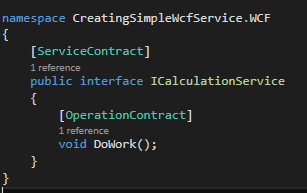 namespace CreatingSimpleWcfService.WCF
{
[ServiceContract]
1 reference
public interface ICalculationService
{
[OperationContract]
1 reference
void DoWork();
}
}